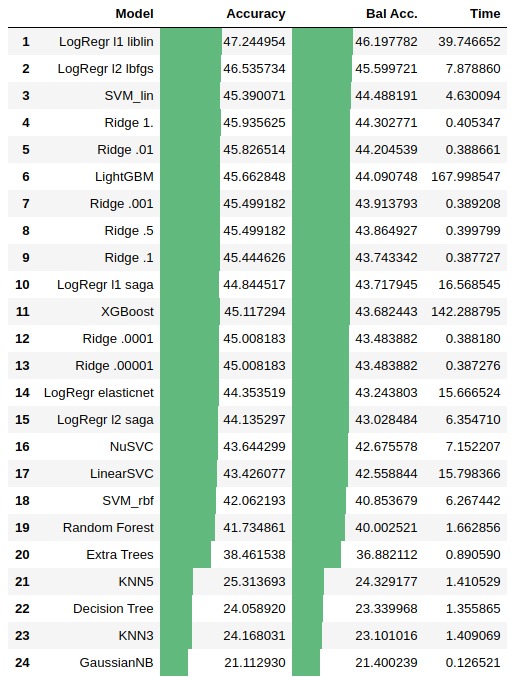 Model Accuracy Bal Acc. Time
1 LogRegr l1 liblin 47.244954 46.197782 39.746652
2 LogRegr l2 lbfgs 46.535734 45.599721 7.878860
3 SVM_lin 45.390071 44.488191 4.630094
4 Ridge 1. 45.935625 44.302771 0.405347
5 Ridge .01 45.826514 44.204539 0.388661
6 LightGBM 45.662848 44.090748 167.998547
7 Ridge .001 45.499182 43.913793 0.389208
8 Ridge .5 45.499182 43.864927 0.399799
9 Ridge .1 45.444626 43.743342 0.387727
10 LogRegr l1 saga 44.844517 43.717945 16.568545
11 XGBoost 45.117294 43.682443 142.288795
12 Ridge .0001 45.008183 43.483882 0.388180
13 Ridge .00001 45.008183 43.483882 0.387276
14 LogRegr elasticnet 44.353519 43.243803 15.666524
15 LogRegr l2 saga 44.135297 43.028484 6.354710
16 NuSVC 43.644299 42.675578 7.152207
17 LinearSVC 43.426077 42.558844 15.798366
18 SVM_rbf 42.062193 40.853679 6.267442
19 Random Forest 41.734861 40.002521 1.662856
20 Extra Trees 38.461538 36.882112 0.890590
21 KNN5 25.313693 24.329177 1.410529
22 Decision Tree 24.058920 23.339968 1.355865
23 KNN3 24.168031 23.101016 1.409069
24 GaussianNB 21.112930 21.400239 0.126521